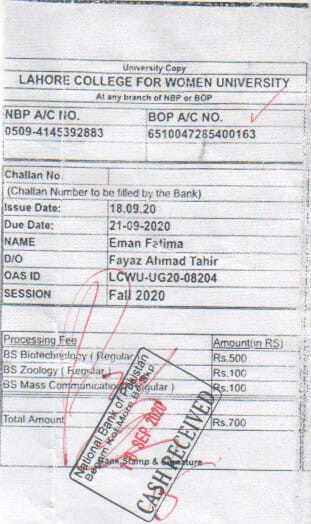 University Copy
LAHORE COLLEGE FOR WOMEN UNIVERSITY
At any branch of NBP or BOP
NBP A/C NO. BOP A/C NO.
0509-4145392883 6510047285400163
Challan No.
(Challan Number to be filled by the Bank)
Issue Date: 18.09.20
Due Date: 21-09-2020
NAME Eman Fatima
D/O Fayaz Ahmad Tahir
OAS ID LCWU-UG20-08204
SESSION Fall 2020
Processing Fee Amount(in RS)
BS Biotechnology ( Regular Rs.500
BS Zoology ( Regular Rs.100
BS Mass Communication Regular ) Rs.100
Total Amount Rs.700
Bank Stamp & Signature
National Bank of Pakistan
Begom Kot More
SEP 2020
CASH RECEIVED